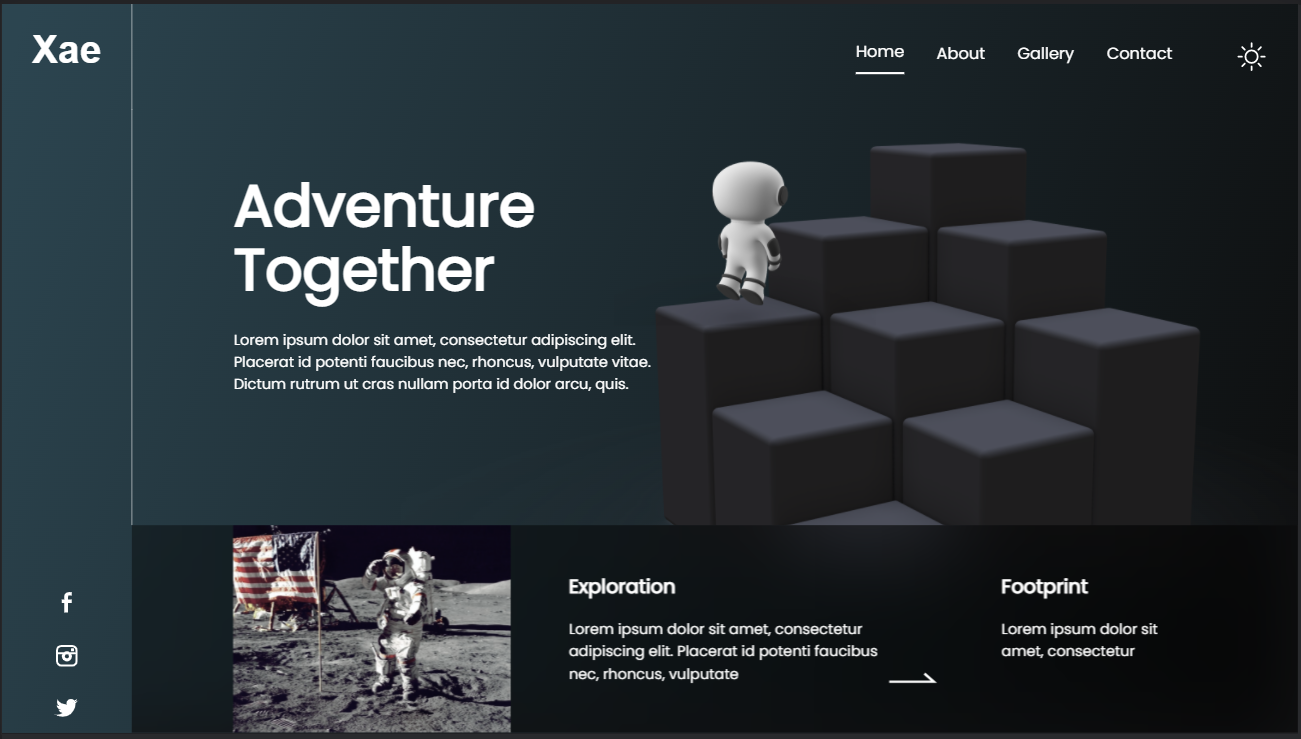 Xae
Home
About
Gallery
Contact
Adventure
Together
Lorem ipsum dolor sit amet, consectetur adipiscing elit.
Placerat id potenti faucibus nec, rhoncus, vulputate vitae.
Dictum rutrum ut cras nullam porta id dolor arcu, quis.
Exploration
Lorem ipsum dolor sit amet, consectetur
adipiscing elit. Placerat id potenti faucibus
nec, rhoncus, vulputate
Footprint
Lorem ipsum dolor sit
amet, consectetur